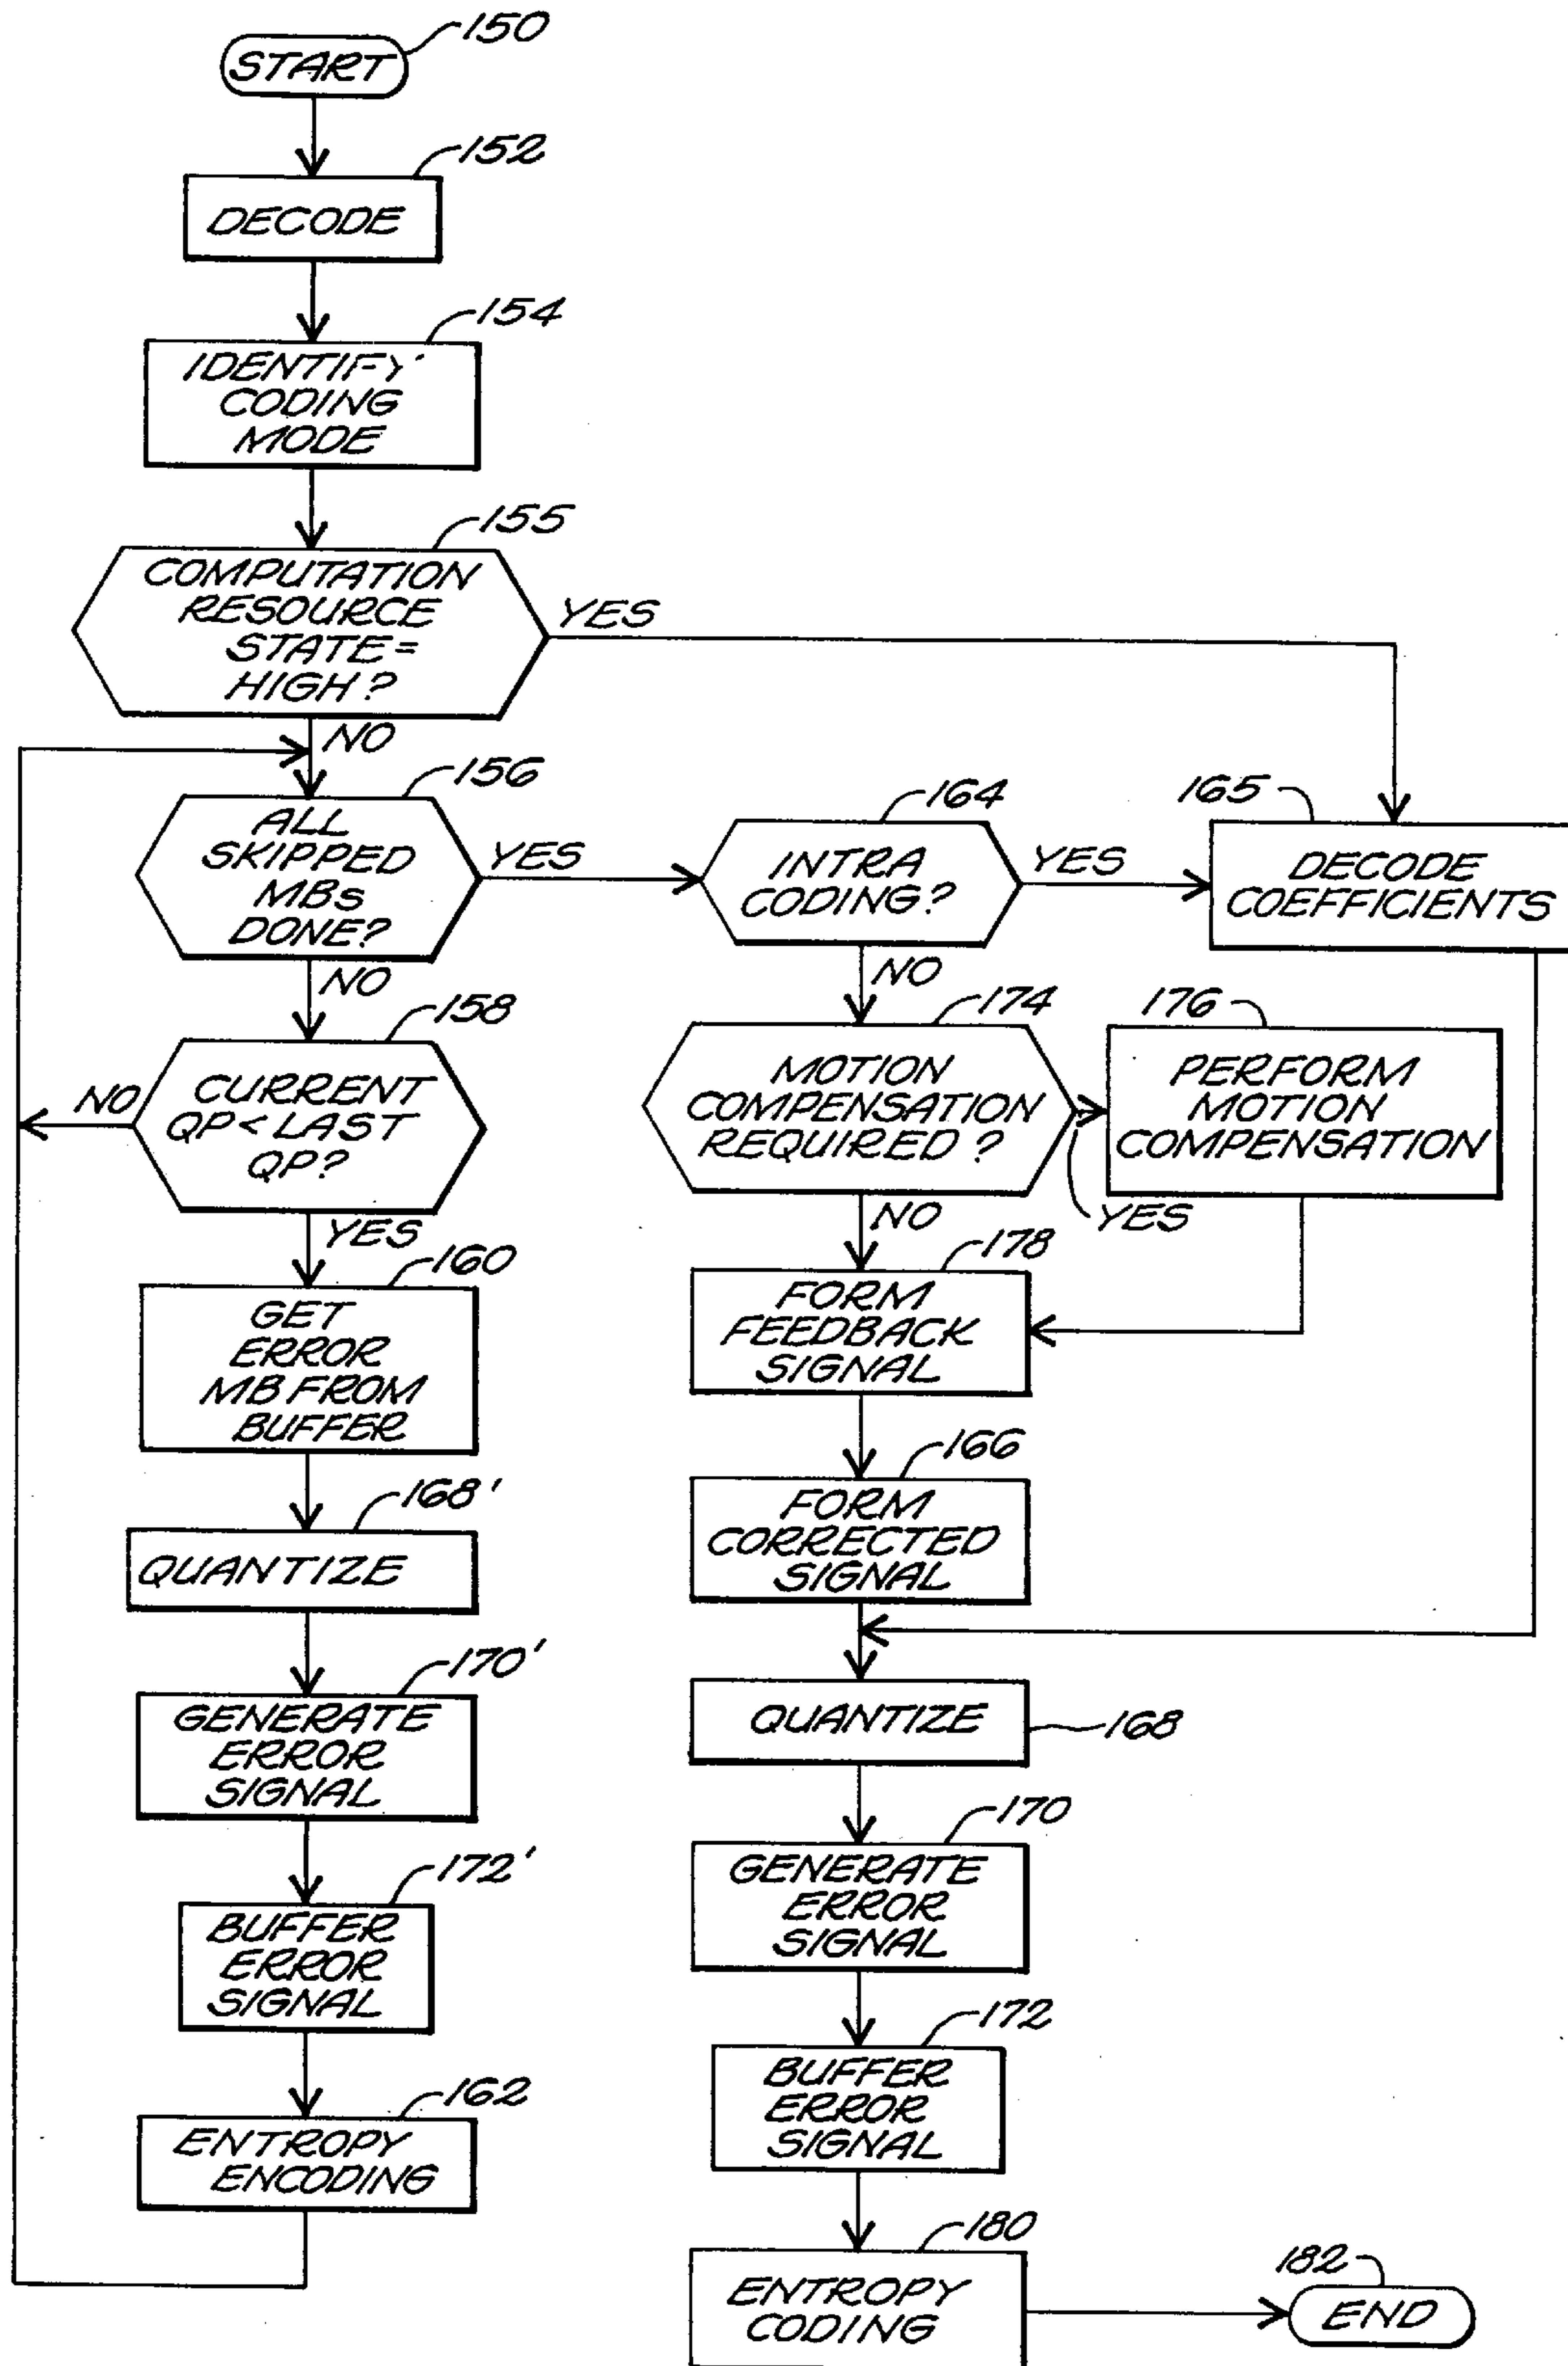 150
START
152
DECODE
154
IDENTIFY
CODING
MODE
155
COMPUTATION
RESOURCE
STATE=
HIGH?
YES
NO
156
ALL
SKIPPED
MBs
DONE?
YES
NO
164
INTRA
CODING?
YES
NO
165
DECODE
COEFFICIENTS
158
CURRENT
QP<LAST
QP?
NO
YES
174
MOTION
COMPENSATION
REQUIRED?
YES
NO
176
PERFORM
MOTION
COMPENSATION
160
GET
ERROR
MB FROM
BUFFER
178
FORM
FEEDBACK
SIGNAL
166
FORM
CORRECTED
SIGNAL
168'
QUANTIZE
168
QUANTIZE
170'
GENERATE
ERROR
SIGNAL
170
GENERATE
ERROR
SIGNAL
172'
BUFFER
ERROR
SIGNAL
172
BUFFER
ERROR
SIGNAL
162
ENTROPY
ENCODING
180
ENTROPY
CODING
182
END